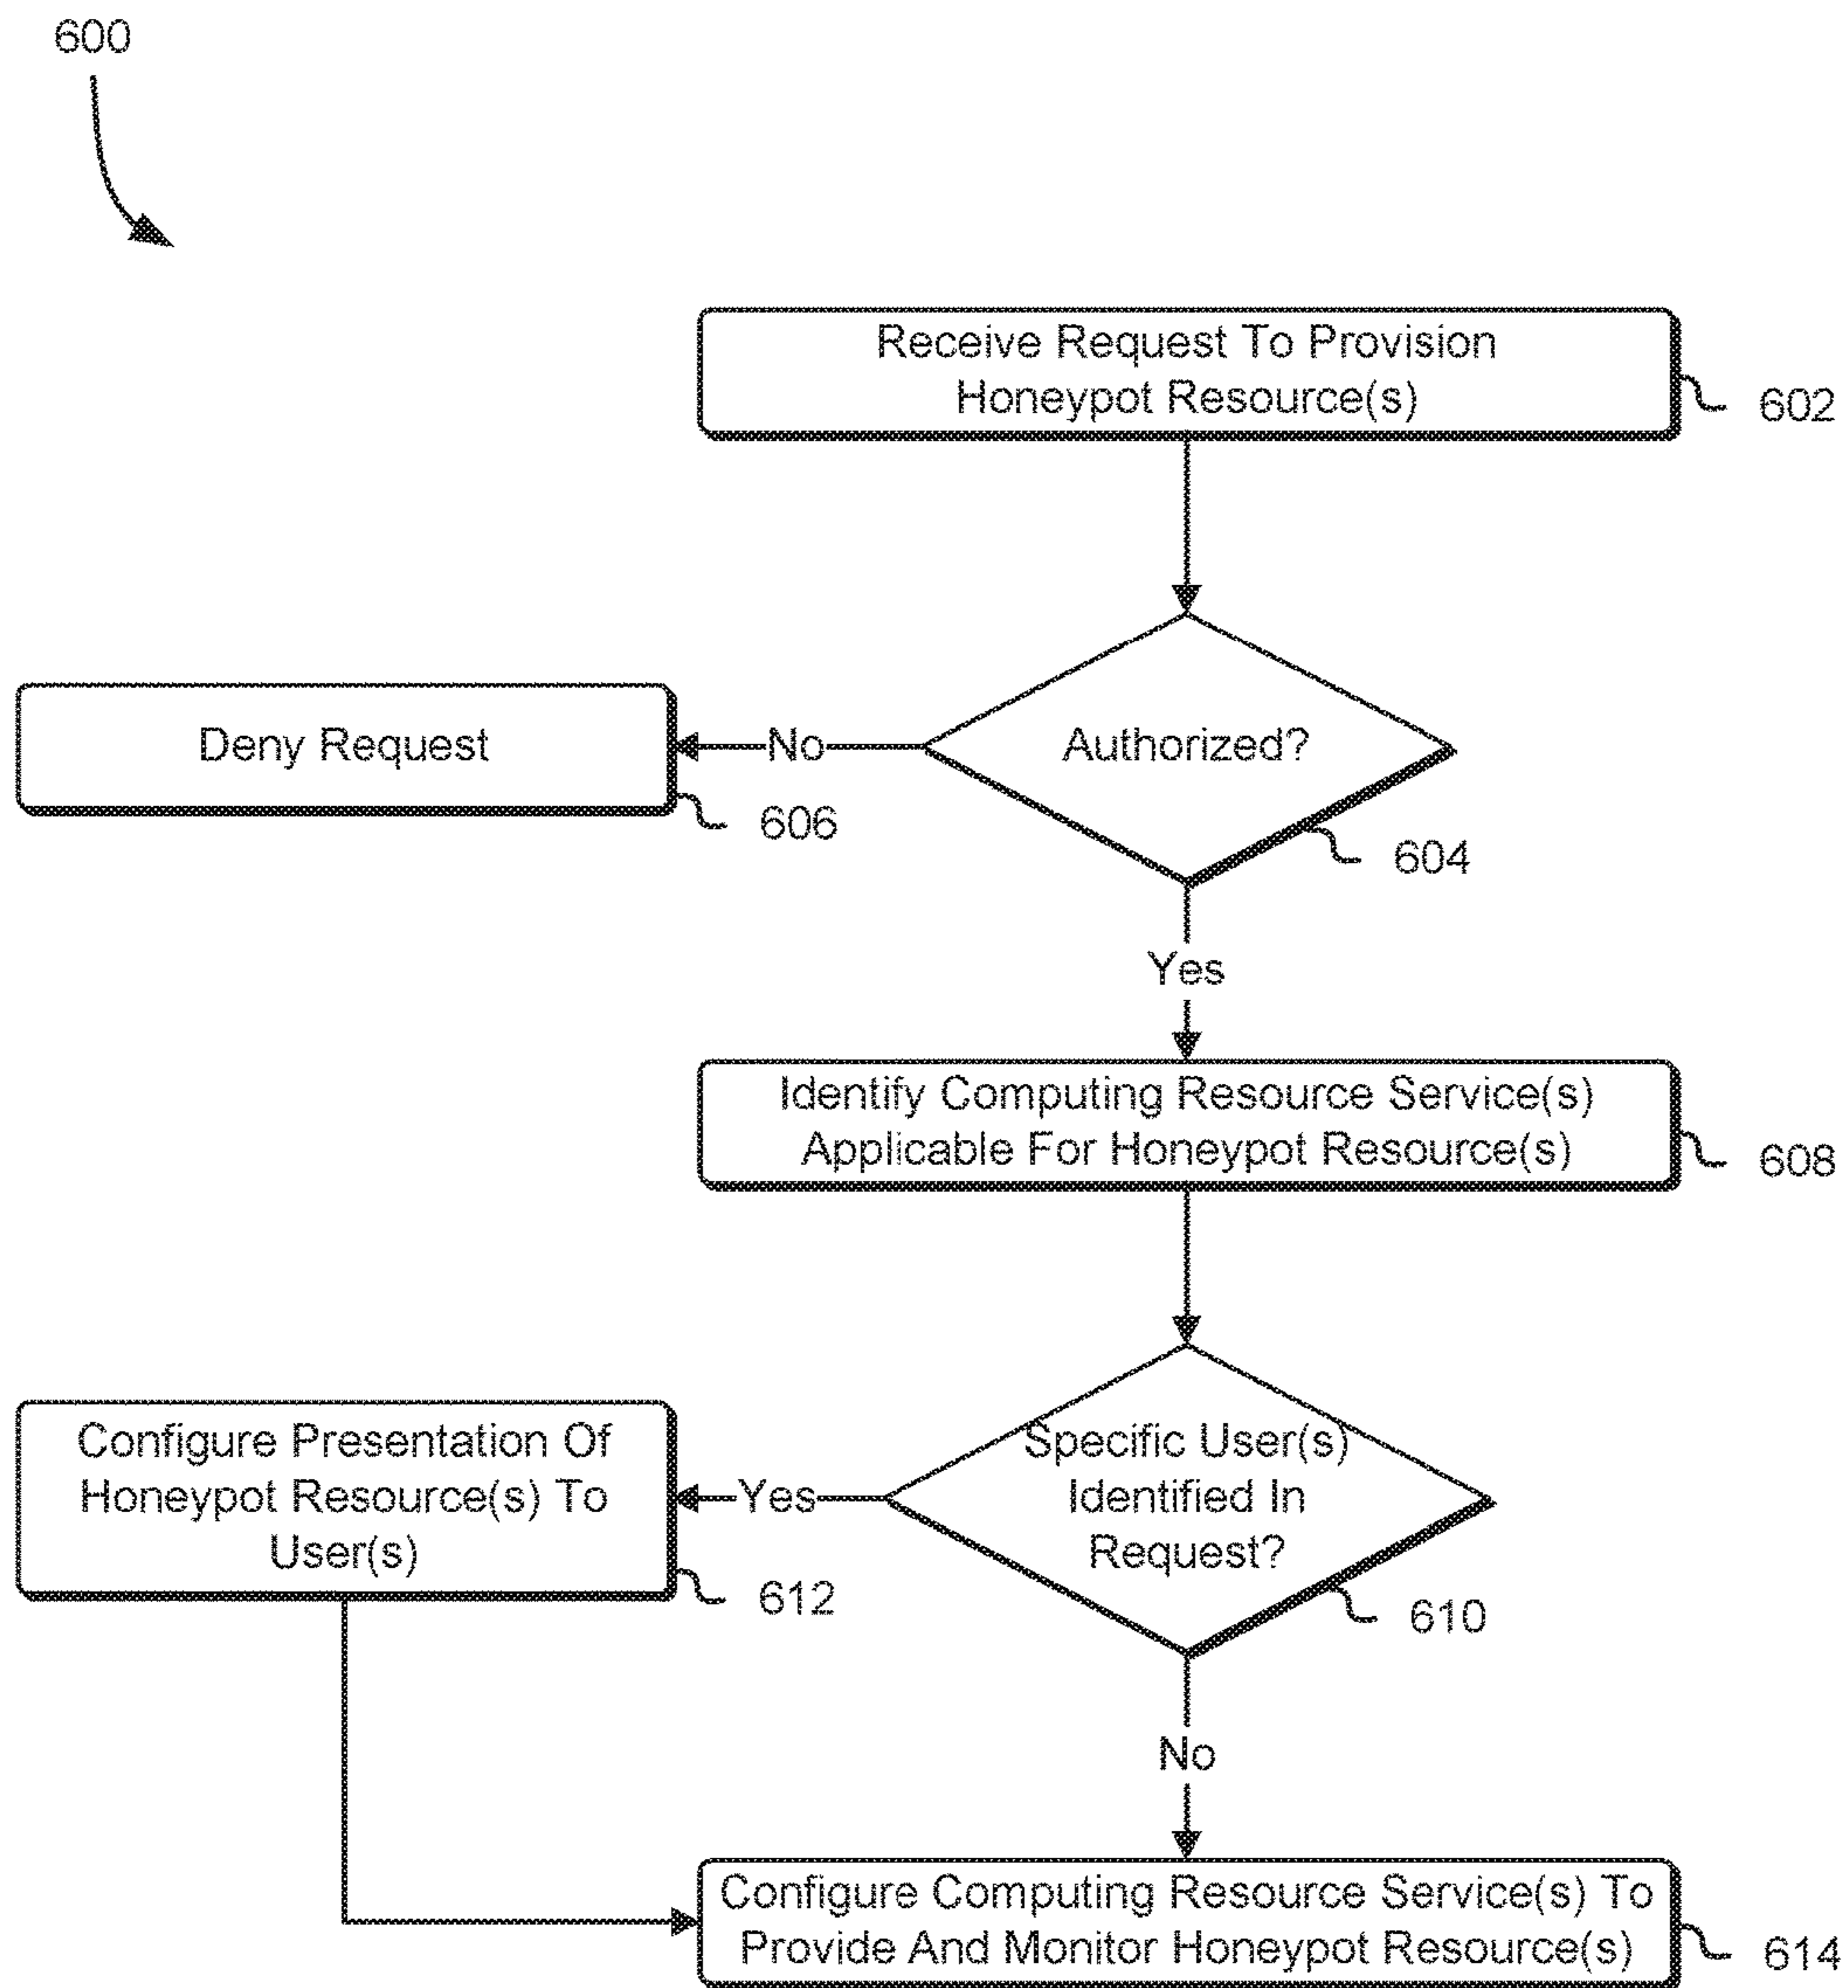 600
Receive Request To Provision
Honeypot Resource(s)
602
Authorized?
604
No
Deny Request
606
Yes
Identify Computing Resource Service(s)
Applicable For Honeypot Resource(s)
608
Specific User(s)
Identified In
Request?
610
Yes
Configure Presentation Of
Honeypot Resource(s) To
User(s)
612
No
Configure Computing Resource Service(s) To
Provide And Monitor Honeypot Resource(s)
614